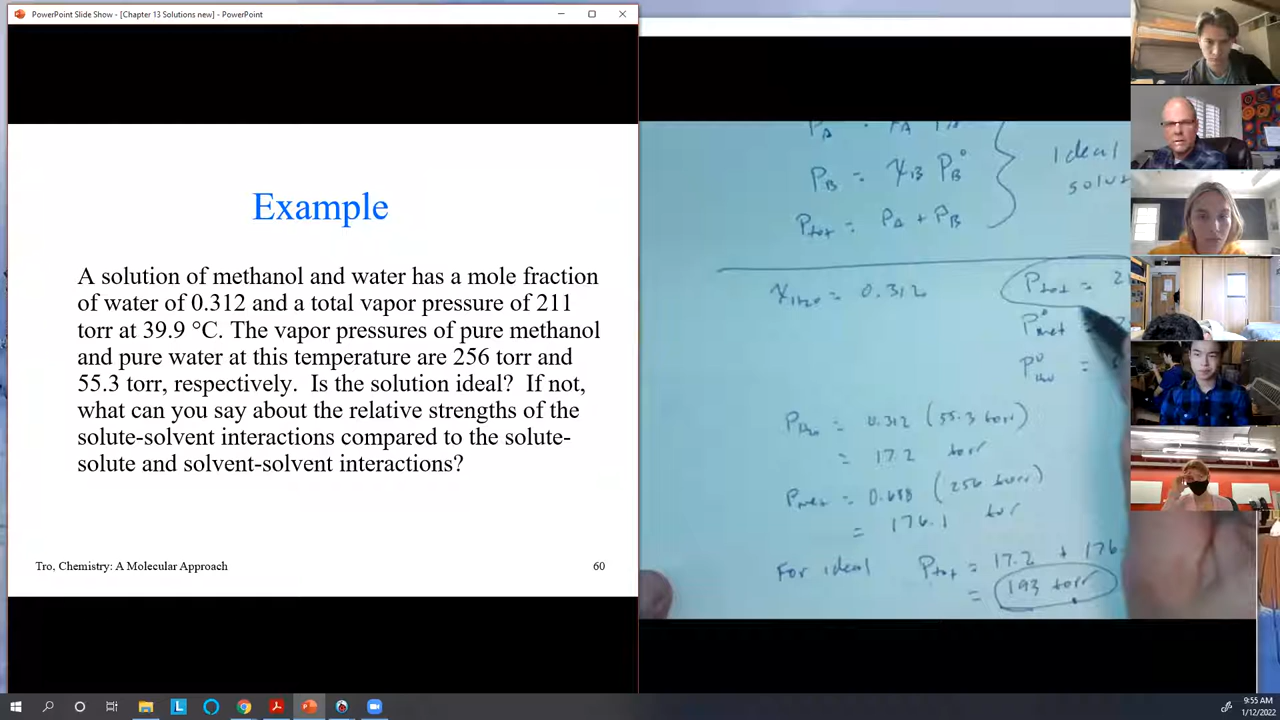 PowerPoint Slide Show - [Chapter 13 Solutions new] - PowerPoint
Example
A solution of methanol and water has a mole fraction
of water of 0.312 and a total vapor pressure of 211
torr at 39.9 °C. The vapor pressures of pure methanol
and pure water at this temperature are 256 torr and
55.3 torr, respectively. Is the solution ideal? If not,
what can you say about the relative strengths of the
solute-solvent interactions compared to the solute-
solute and solvent-solvent interactions?
Tro, Chemistry: A Molecular Approach
60
P_B = χ_B P_B°
Ideal
solu
P_tot = P_A + P_B
χ_H2O = 0.312
P_tot = 2
P°_met
P°_H2O =
P_H2O = 0.312 (55.3 torr)
= 17.2 torr
P_met = 0.688 (256 torr)
= 176.1 torr
For ideal P_tot = 17.2 + 176
= 193 torr
9:55 AM
1/12/2022